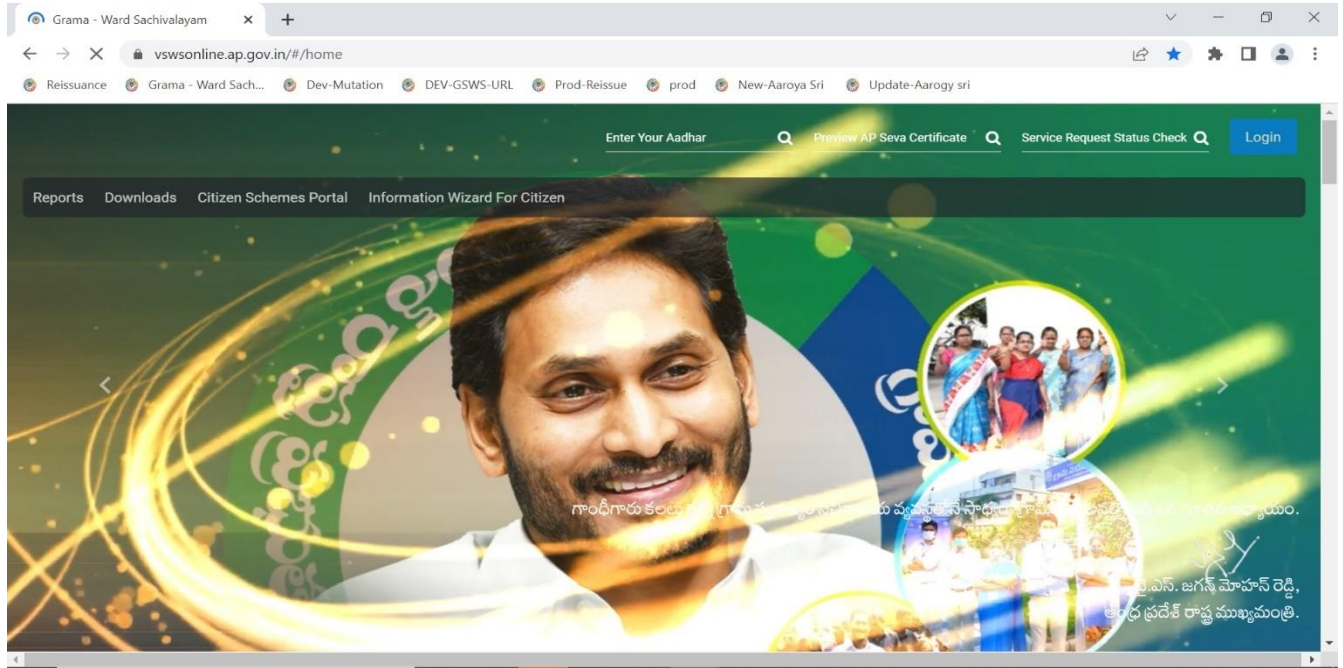 Grama - Ward Sachivalayam
vswsonline.ap.gov.in/#/home
Reissuance Grama - Ward Sach... Dev-Mutation DEV-GSWS-URL Prod-Reissue prod New-Aaroya Sri Update-Aarogy sri
Enter Your Aadhar Preview AP Seva Certificate Service Request Status Check Login
Reports Downloads Citizen Schemes Portal Information Wizard For Citizen
గాంధీగారు కలలు
వై.ఎస్. జగన్ మోహన్ రెడ్డి,
ఆంధ్ర ప్రదేశ్ రాష్ట్ర ముఖ్యమంత్రి.